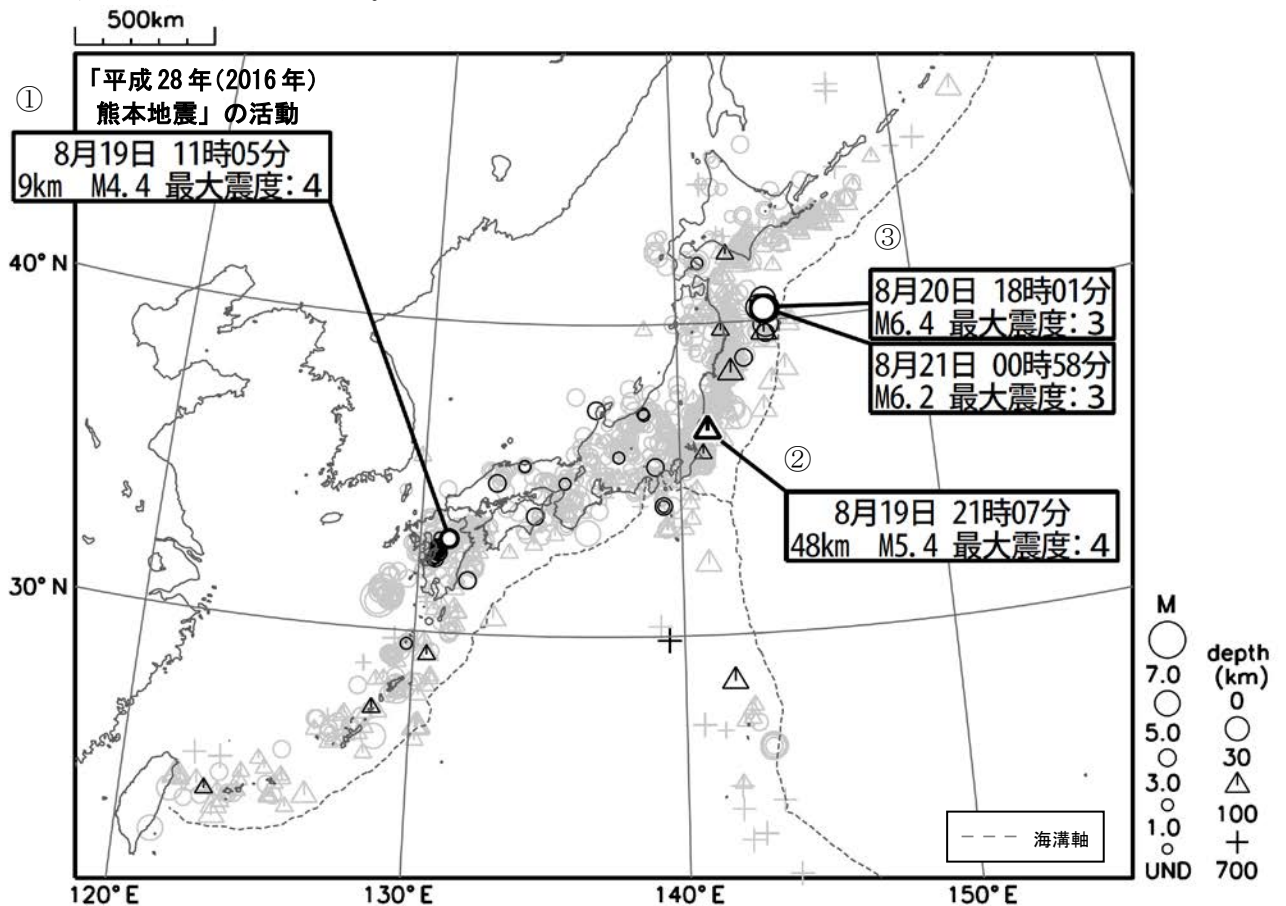 500km
「平成28年(2016年)
熊本地震」の活動
①
8月19日 11時05分
9km M4.4 最大震度:4
③
8月20日 18時01分
M6.4 最大震度:3
8月21日 00時58分
M6.2 最大震度:3
②
8月19日 21時07分
48km M5.4 最大震度:4
40°N
30°N
120°E
130°E
140°E
150°E
海溝軸
M
7.0
5.0
3.0
1.0
UND
depth
(km)
0
30
100
700